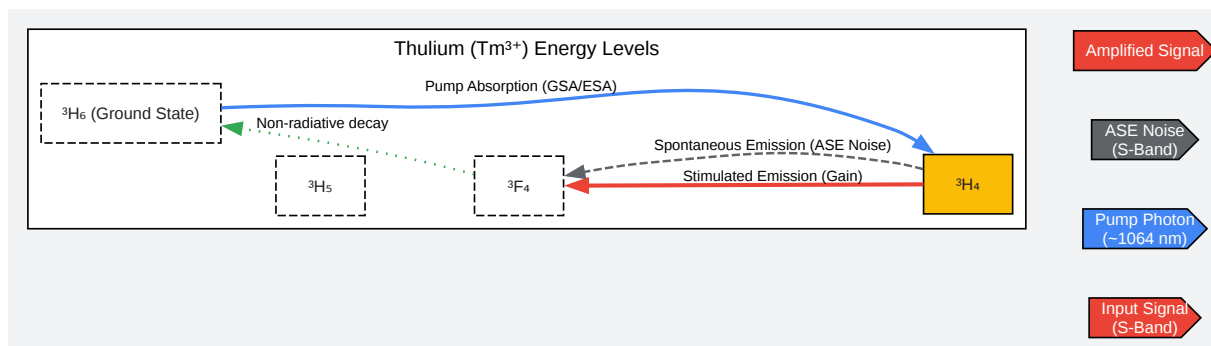 Thulium (Tm³⁺) Energy Levels
Amplified Signal
Pump Absorption (GSA/ESA)
³H₆ (Ground State)
Non-radiative decay
ASE Noise
(S-Band)
Spontaneous Emission (ASE Noise)
Stimulated Emission (Gain)
³H₅
³F₄
³H₄
Pump Photon
(~1064 nm)
Input Signal
(S-Band)